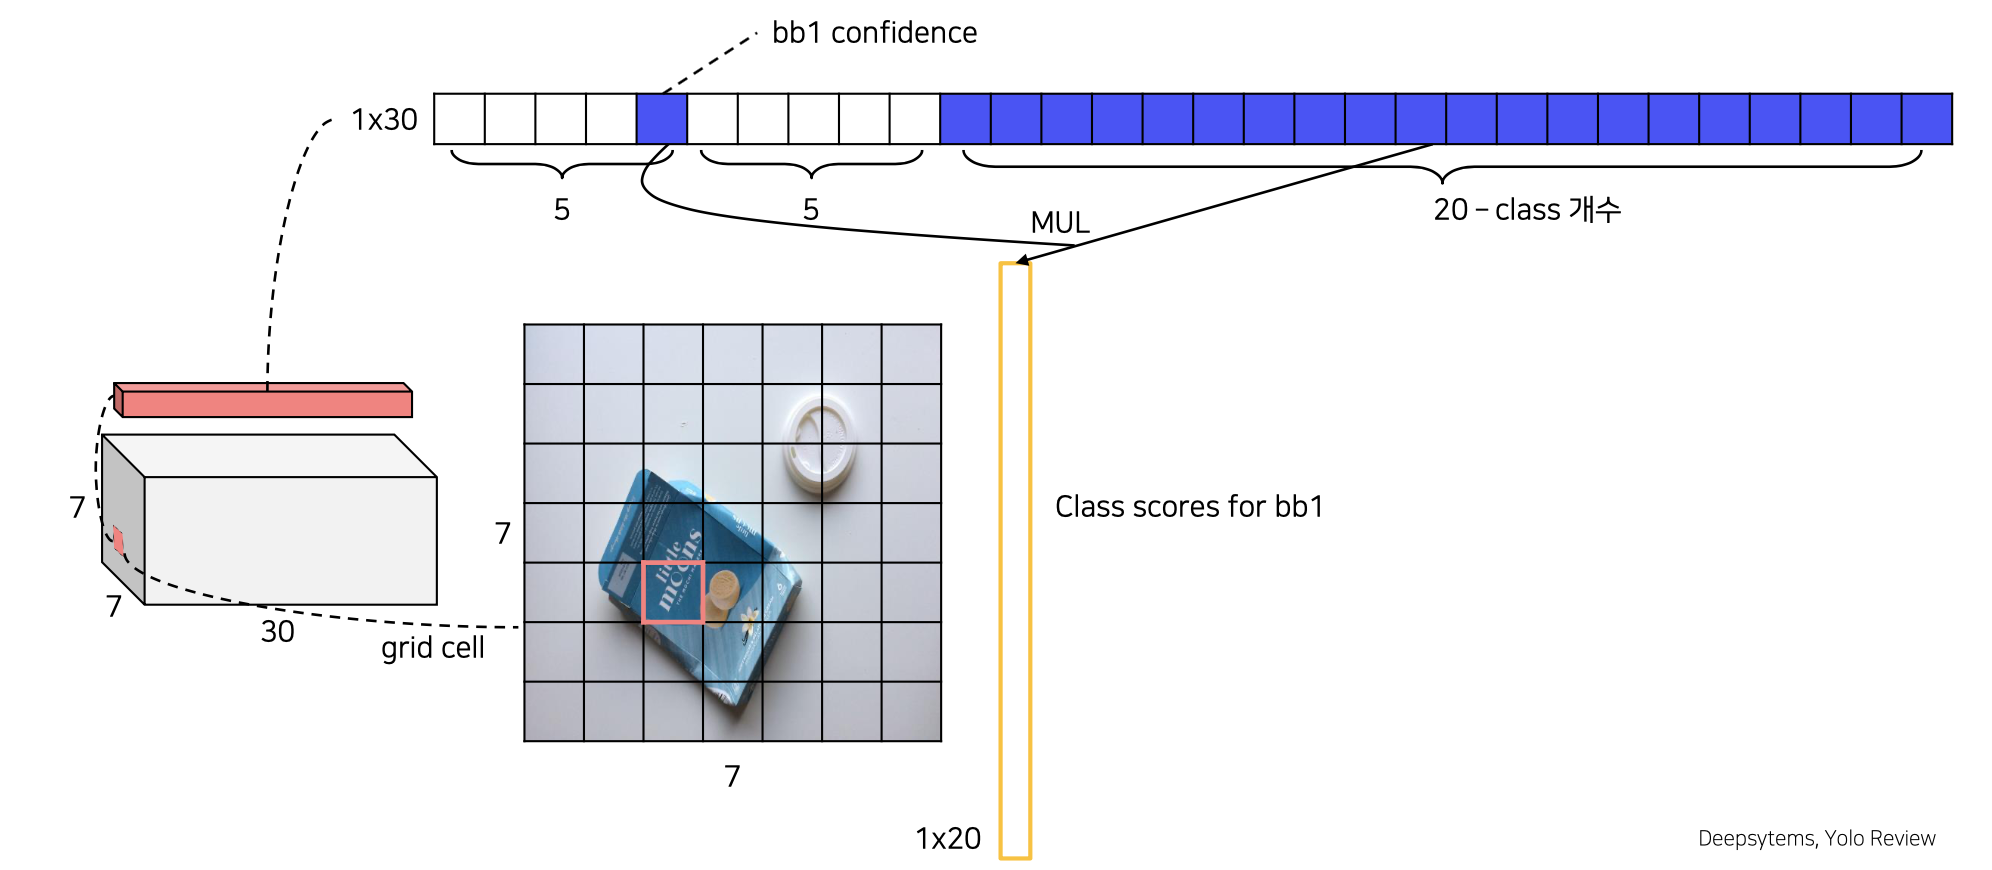 bb1 confidence
1x30
5
5
20 – class 개수
MUL
7
7
30
grid cell
7
little
moons
7
Class scores for bb1
1x20
Deepsytems, Yolo Review